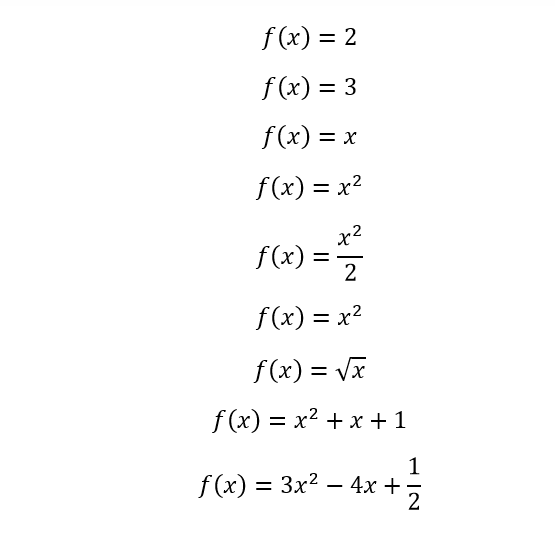 f(x) = 2
f(x) = 3
f(x) = x
f(x) = x²
f(x) = x²/2
f(x) = x²
f(x) = √x
f(x) = x² + x + 1
f(x) = 3x² − 4x + 1/2